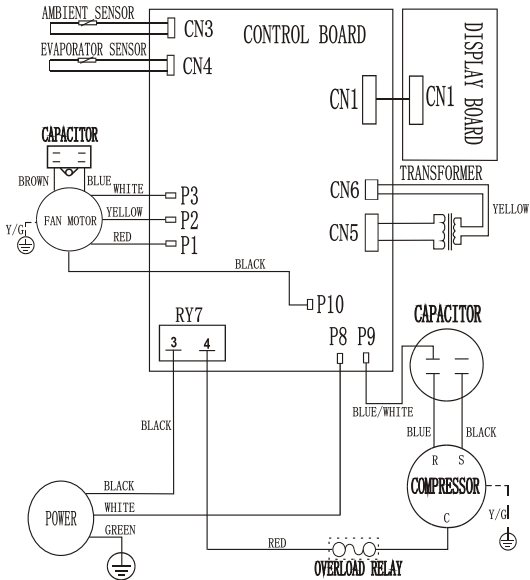 AMBIENT SENSOR
CN3
CONTROL BOARD
DISPLAY BOARD
EVAPORATOR SENSOR
CN4
CN1
CN1
CAPACITOR
TRANSFORMER
BROWN
BLUE
WHITE
P3
CN6
YELLOW
YELLOW
P2
FAN MOTOR
Y/G
RED
P1
CN5
BLACK
P10
RY7
CAPACITOR
3
4
P8
P9
BLUE/WHITE
BLACK
BLUE
BLACK
R
S
COMPRESSOR
BLACK
WHITE
POWER
GREEN
Y/G
C
RED
OVERLOAD RELAY